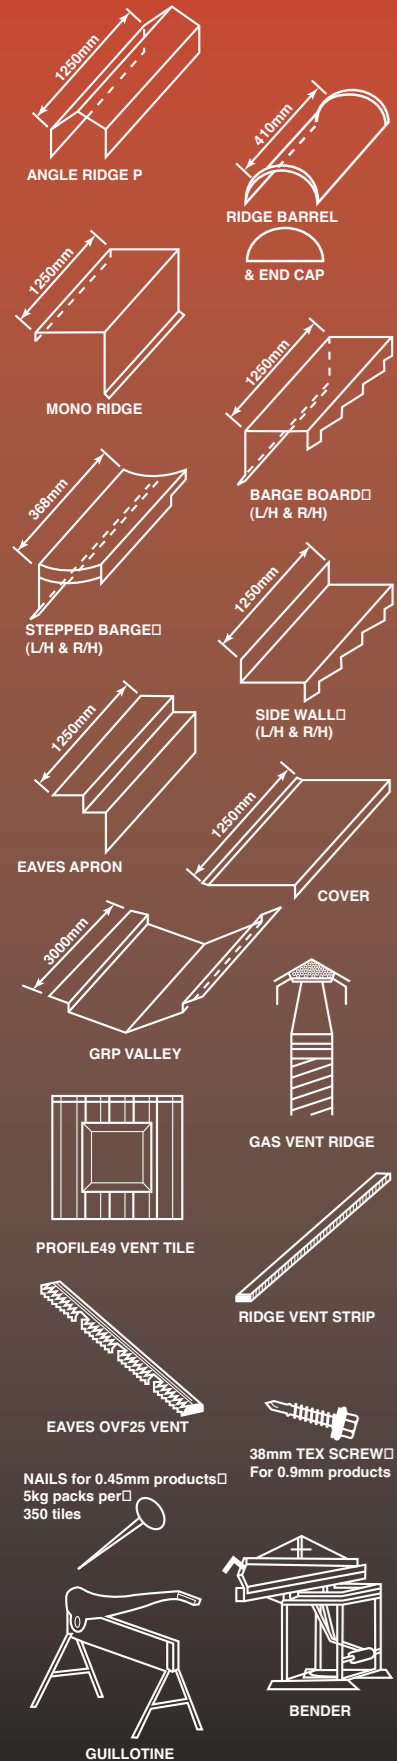 1250mm
ANGLE RIDGE P
410mm
RIDGE BARREL
& END CAP
1250mm
MONO RIDGE
1250mm
BARGE BOARD□
(L/H & R/H)
368mm
STEPPED BARGE□
(L/H & R/H)
1250mm
SIDE WALL□
(L/H & R/H)
1250mm
EAVES APRON
1250mm
COVER
3000mm
GRP VALLEY
GAS VENT RIDGE
PROFILE49 VENT TILE
RIDGE VENT STRIP
EAVES OVF25 VENT
38mm TEX SCREW□
For 0.9mm products
NAILS for 0.45mm products□
5kg packs per□
350 tiles
GUILLOTINE
BENDER